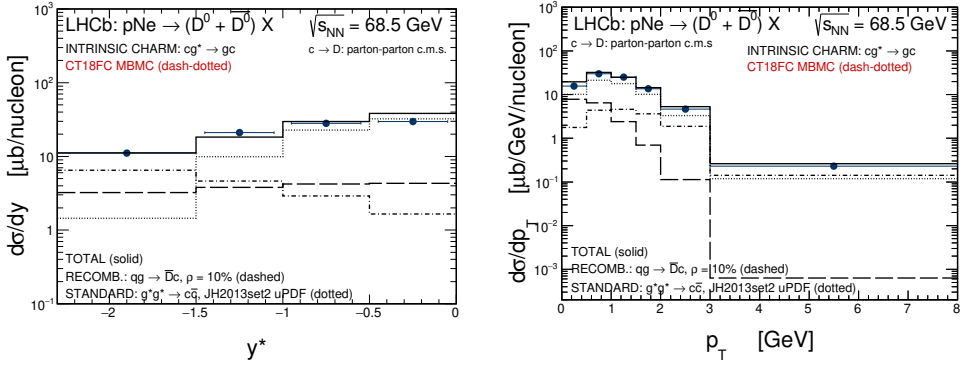 LHCb: pNe → (D⁰ + D̅⁰) X √s_NN = 68.5 GeV
INTRINSIC CHARM: cg* → gc
c → D: parton-parton c.m.s.
CT18FC MBMC (dash-dotted)
dσ/dy [μb/nucleon]
10³
10²
10
1
10⁻¹
TOTAL (solid)
RECOMB.: qg → D̅c, ρ = 10% (dashed)
STANDARD: g*g* → cc̅, JH2013set2 uPDF (dotted)
−2 −1.5 −1 −0.5 0
y*
LHCb: pNe → (D⁰ + D̅⁰) X √s_NN = 68.5 GeV
c → D: parton-parton c.m.s
INTRINSIC CHARM: cg* → gc
CT18FC MBMC (dash-dotted)
dσ/dp_T [μb/GeV/nucleon]
10³
10²
10
1
10⁻¹
10⁻²
10⁻³
TOTAL (solid)
RECOMB.: qg → D̅c, ρ = 10% (dashed)
STANDARD: g*g* → cc̅, JH2013set2 uPDF (dotted)
0 1 2 3 4 5 6 7 8
p_T [GeV]